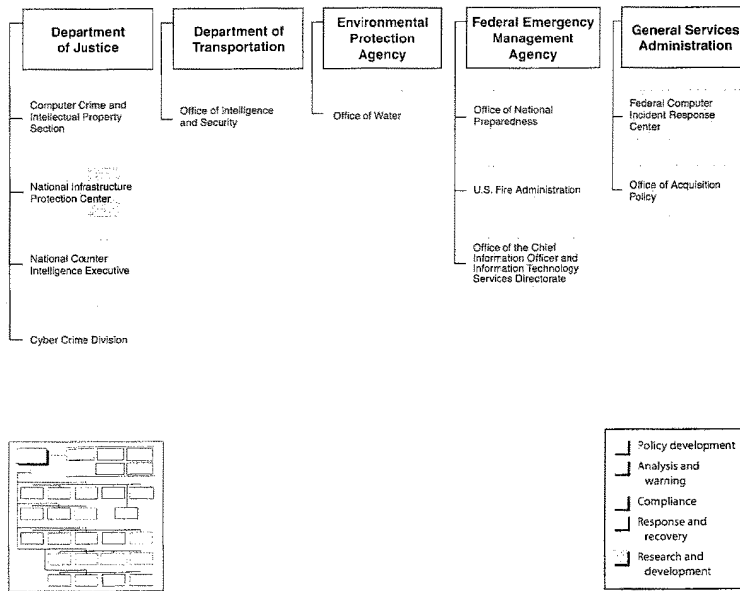 Department
of Justice
Computer Crime and
Intellectual Property
Section
National Infrastructure
Protection Center
National Counter
Intelligence Executive
Cyber Crime Division
Department of
Transportation
Office of Intelligence
and Security
Environmental
Protection
Agency
Office of Water
Federal Emergency
Management
Agency
Office of National
Preparedness
U.S. Fire Administration
Office of the Chief
Information Officer and
Information Technology
Services Directorate
General Services
Administration
Federal Computer
Incident Response
Center
Office of Acquisition
Policy
Policy development
Analysis and
warning
Compliance
Response and
recovery
Research and
development